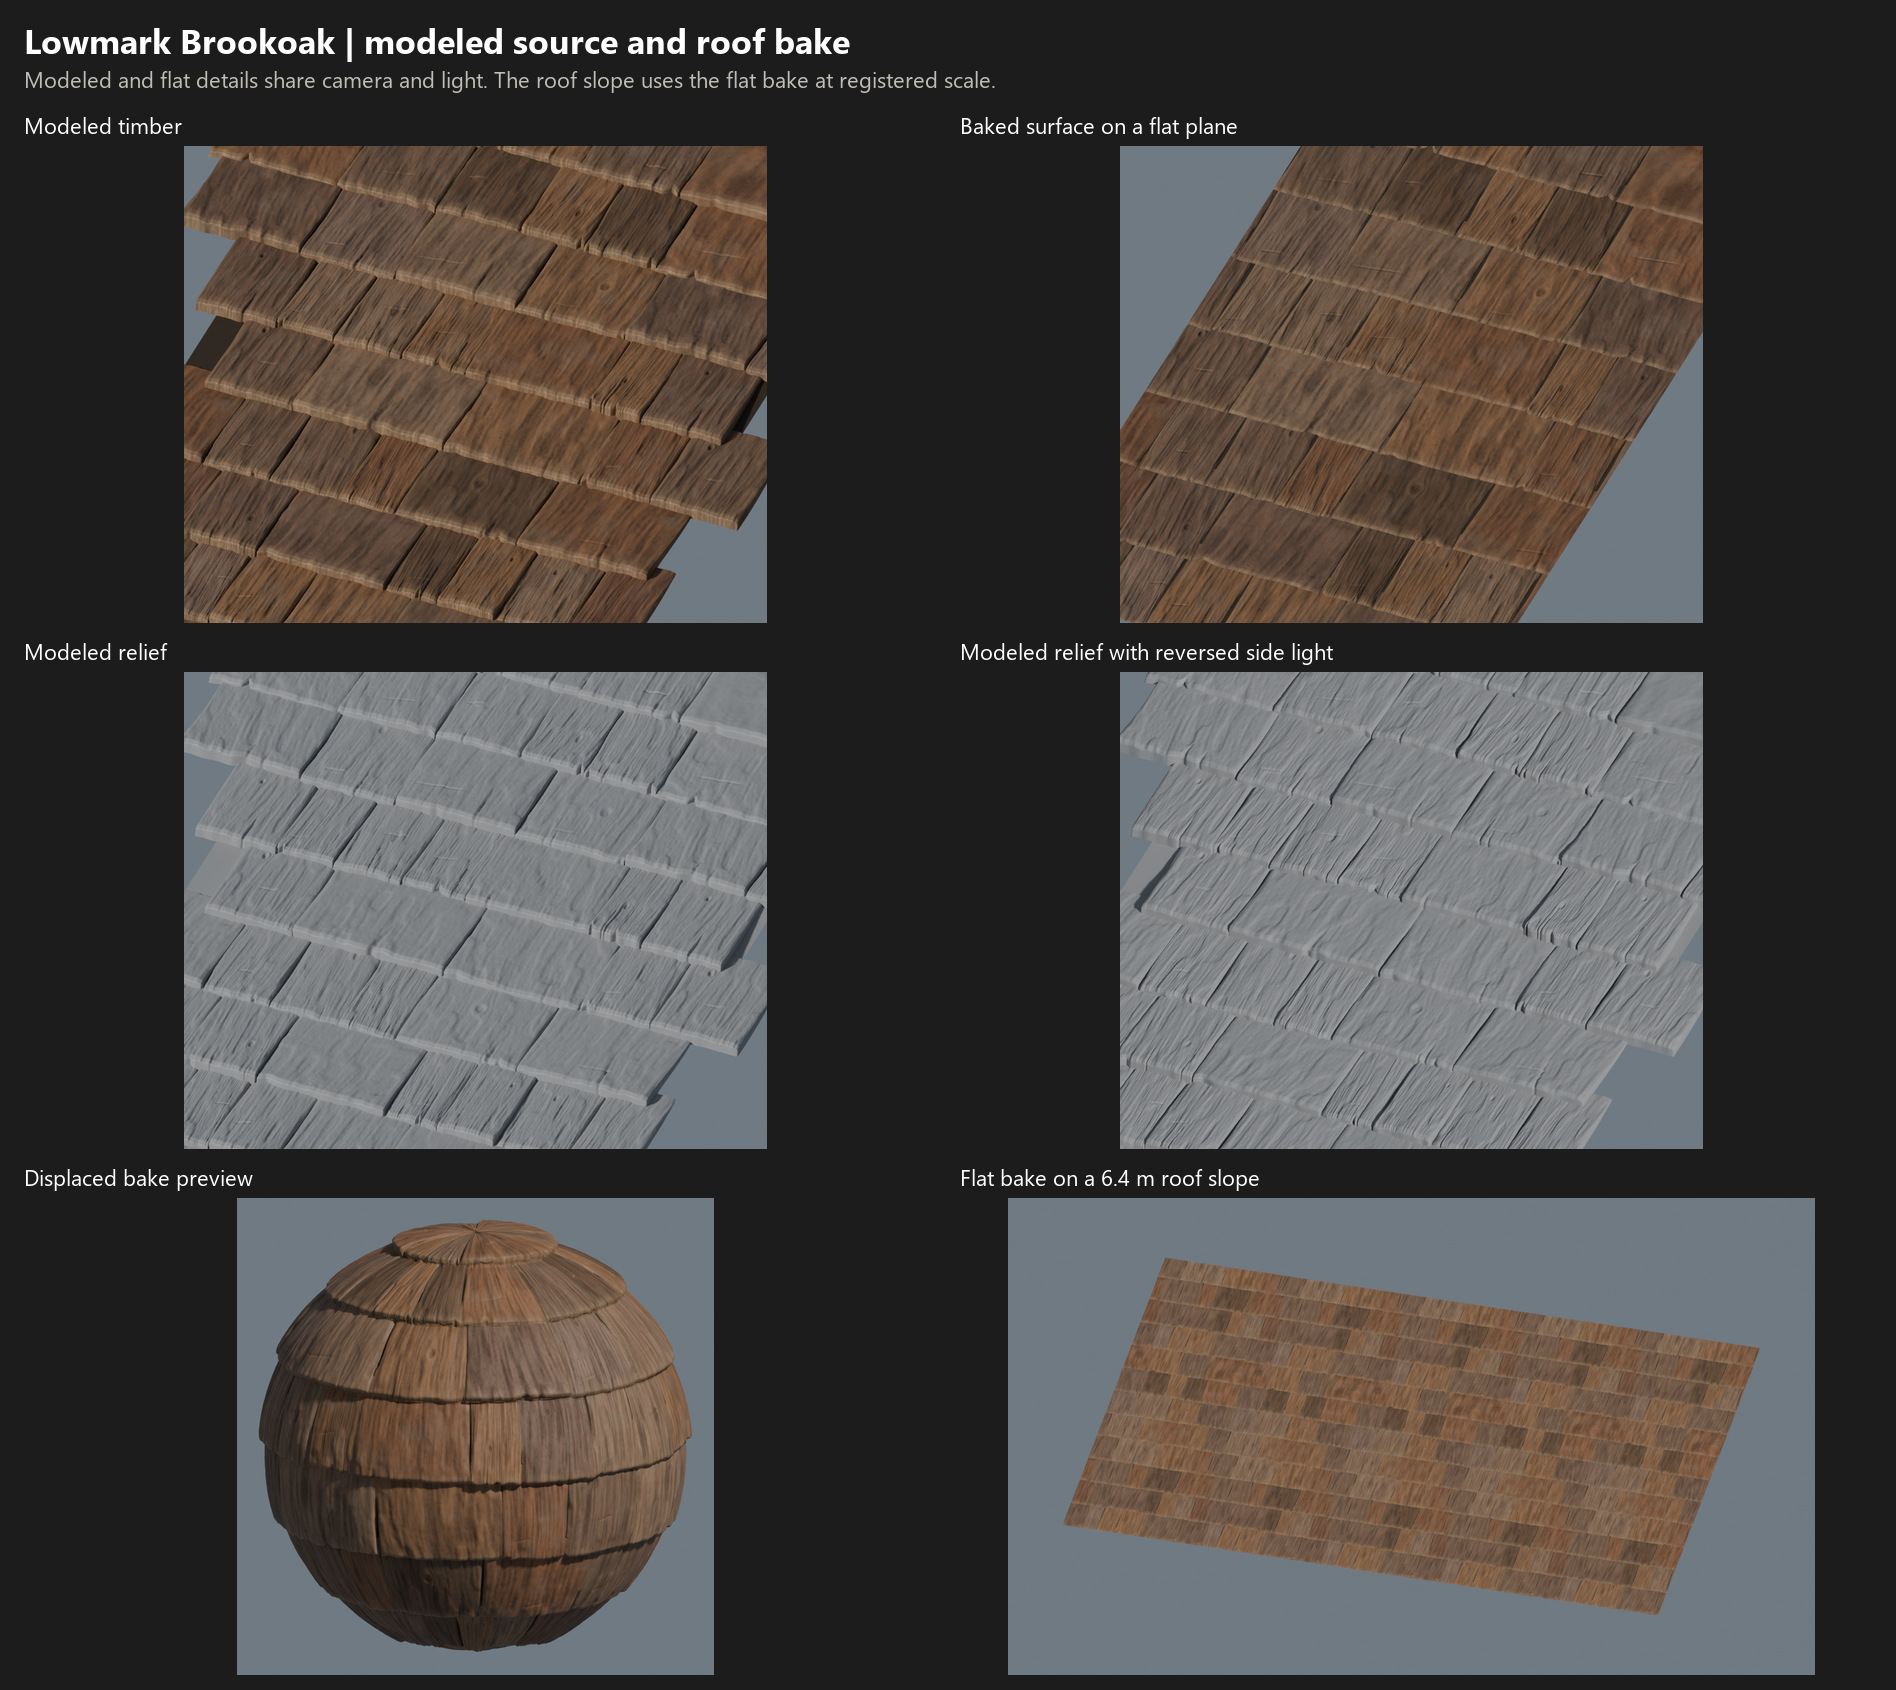 Lowmark Brookoak | modeled source and roof bake
Modeled and flat details share camera and light. The roof slope uses the flat bake at registered scale.
Modeled timber
Baked surface on a flat plane
Modeled relief
Modeled relief with reversed side light
Displaced bake preview
Flat bake on a 6.4 m roof slope